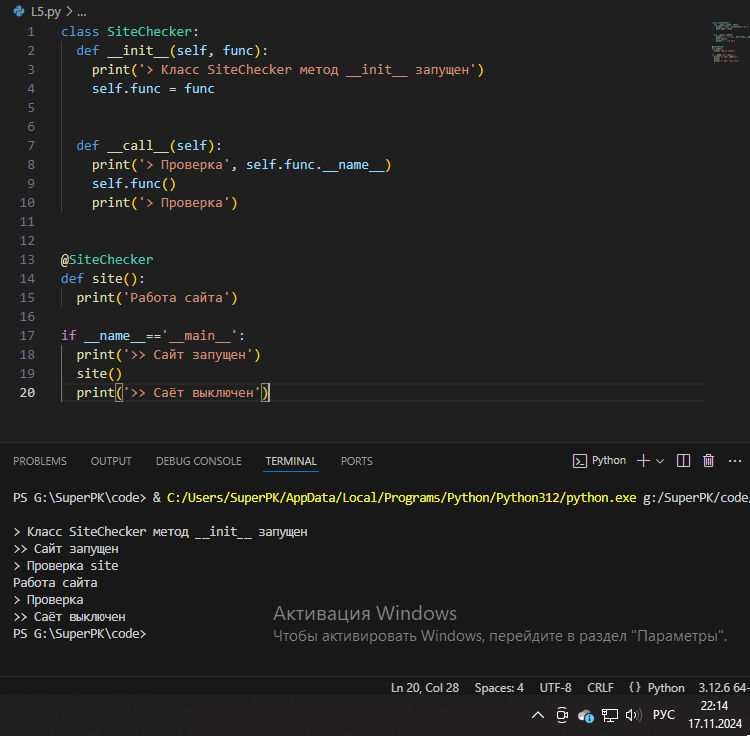 L5.py > ...
1 class SiteChecker:
2 def __init__(self, func):
3 print('> Класс SiteChecker метод __init__ запущен')
4 self.func = func
5
6
7 def __call__(self):
8 print('> Проверка', self.func.__name__)
9 self.func()
10 print('> Проверка')
11
12
13 @SiteChecker
14 def site():
15 print('Работа сайта')
16
17 if __name__=='__main__':
18 print('>> Сайт запущен')
19 site()
20 print('>> Саёт выключен')
PROBLEMS OUTPUT DEBUG CONSOLE TERMINAL PORTS Python
PS G:\SuperPK\code> & C:/Users/SuperPK/AppData/Local/Programs/Python/Python312/python.exe g:/SuperPK/code/
> Класс SiteChecker метод __init__ запущен
>> Сайт запущен
> Проверка site
Работа сайта
> Проверка
>> Саёт выключен
PS G:\SuperPK\code>
Активация Windows
Чтобы активировать Windows, перейдите в раздел "Параметры".
Ln 20, Col 28 Spaces: 4 UTF-8 CRLF {} Python 3.12.6 64-
РУС 22:14
17.11.2024